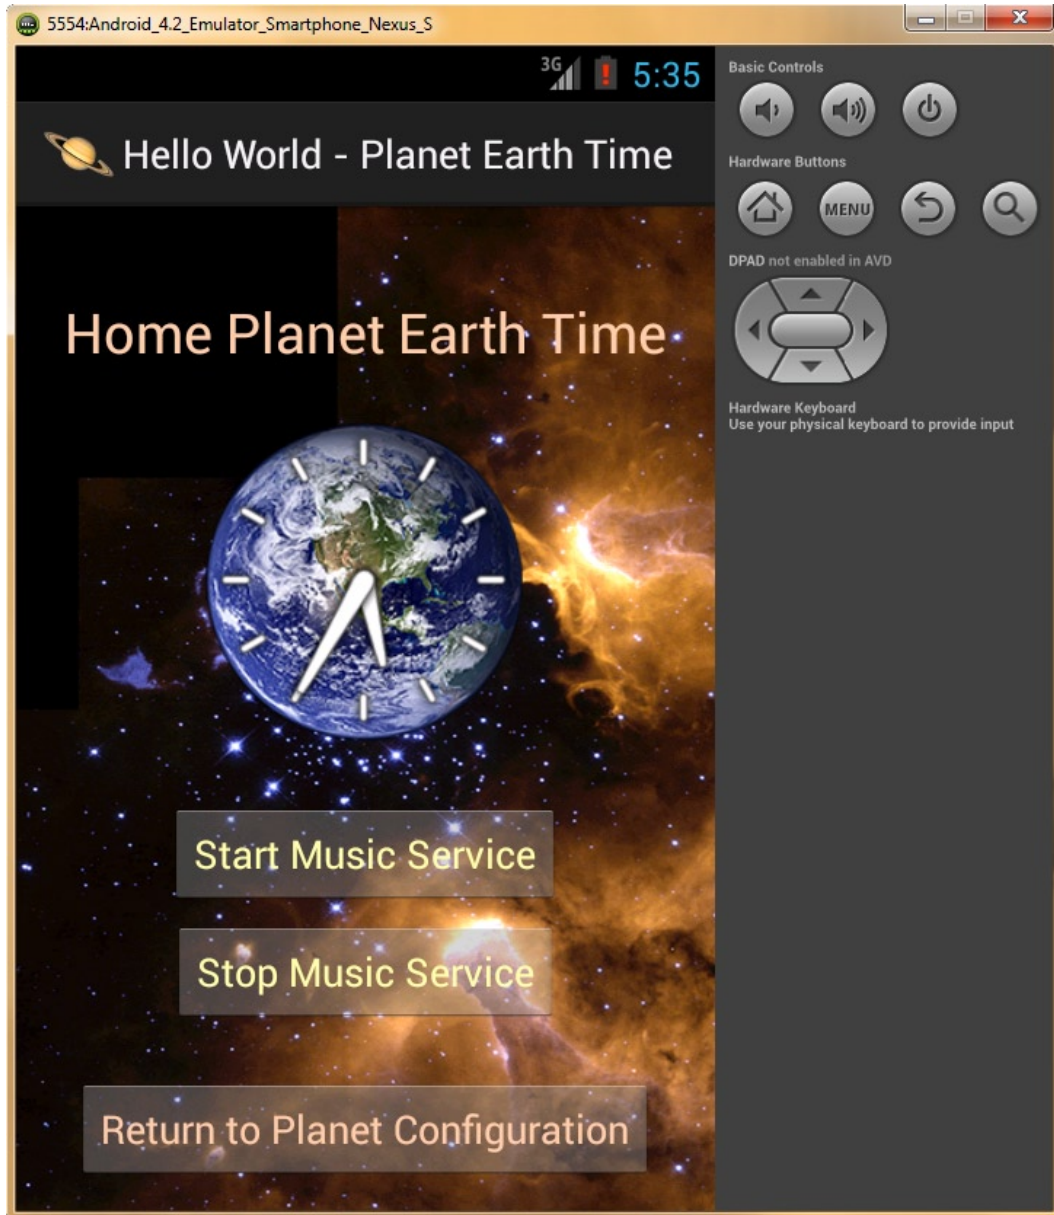 5554:Android_4.2_Emulator_Smartphone_Nexus_S
3G 5:35
Hello World - Planet Earth Time
Home Planet Earth Time
Start Music Service
Stop Music Service
Return to Planet Configuration
Basic Controls
Hardware Buttons
MENU
DPAD not enabled in AVD
Hardware Keyboard
Use your physical keyboard to provide input